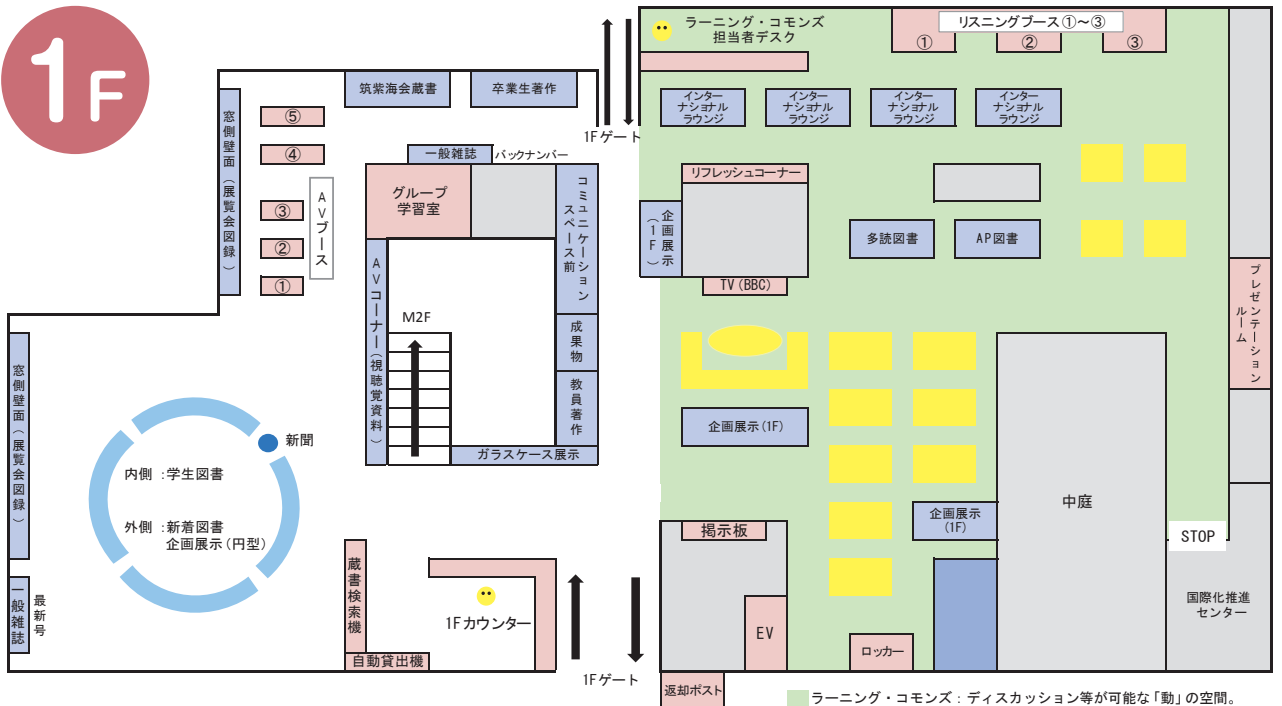 1F
ラーニング・コモンズ
担当者デスク
リスニングブース①~③
①
②
③
筑紫海会蔵書
卒業生著作
インター
ナショナル
ラウンジ
インター
ナショナル
ラウンジ
インター
ナショナル
ラウンジ
インター
ナショナル
ラウンジ
1Fゲート
窓側壁面(展覧会図録)
⑤
④
③
②
①
AVブース
一般雑誌
バックナンバー
グループ
学習室
コミュニケーション
スペース前
リフレッシュコーナー
企画展示
(1F)
多読図書
AP図書
TV(BBC)
プレゼンテーション
ルーム
AVコーナー(視聴覚資料)
M2F
成果物
教員著作
ガラスケース展示
窓側壁面(展覧会図録)
新聞
内側:学生図書
外側:新着図書
企画展示(円型)
企画展示(1F)
企画展示
(1F)
中庭
STOP
掲示板
一般雑誌
最新号
蔵書検索機
1Fカウンター
自動貸出機
国際化推進
センター
EV
ロッカー
1Fゲート
返却ポスト
ラーニング・コモンズ:ディスカッション等が可能な「動」の空間。